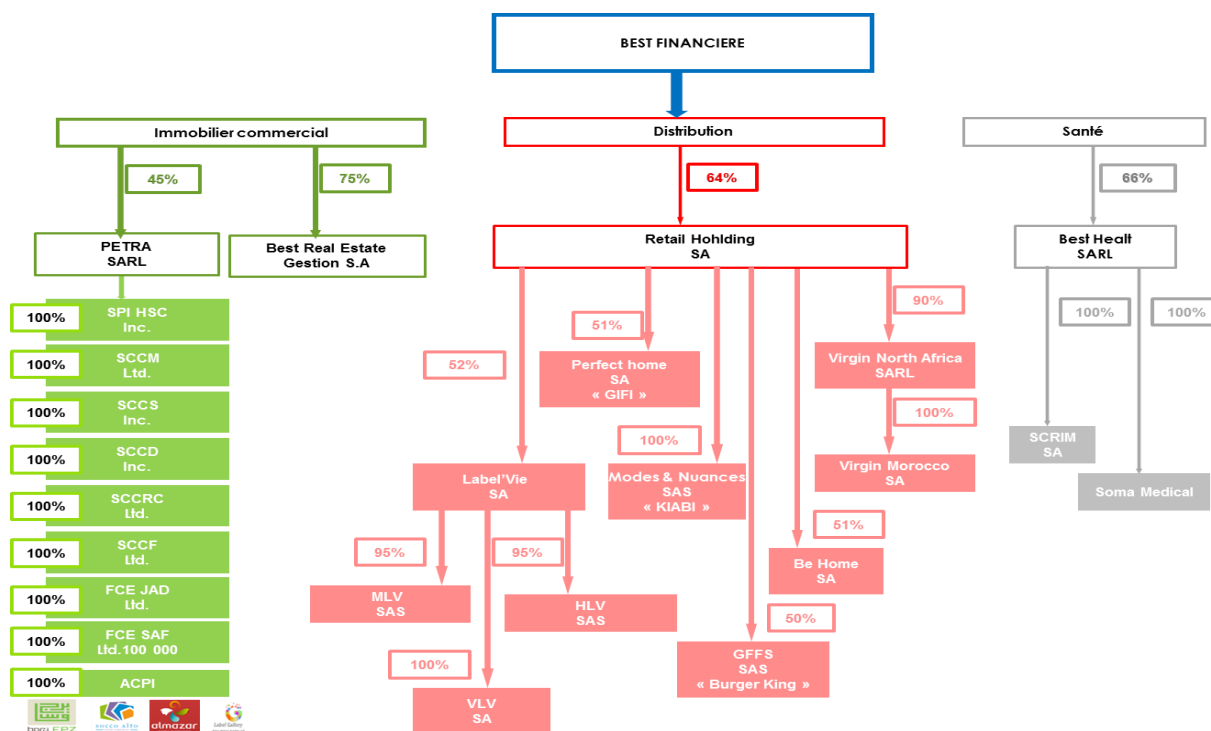 BEST FINANCIERE
Immobilier commercial
Distribution
Santé
45%
75%
64%
66%
PETRA
SARL
Best Real Estate
Gestion S.A
Retail Hohlding
SA
Best Healt
SARL
100%
SPI HSC
Inc.
100%
SCCM
Ltd.
100%
SCCS
Inc.
100%
SCCD
Inc.
100%
SCCRC
Ltd.
100%
SCCF
Ltd.
100%
FCE JAD
Ltd.
100%
FCE SAF
Ltd.100 000
100%
ACPI
52%
51%
90%
100%
100%
Perfect home
SA
« GIFI »
Virgin North Africa
SARL
100%
100%
Label'Vie
SA
Modes & Nuances
SAS
« KIABI »
Virgin Morocco
SA
SCRIM
SA
Soma Medical
95%
95%
51%
MLV
SAS
HLV
SAS
Be Home
SA
50%
100%
GFFS
SAS
« Burger King »
VLV
SA
socco alto
almazar
Label Gallery